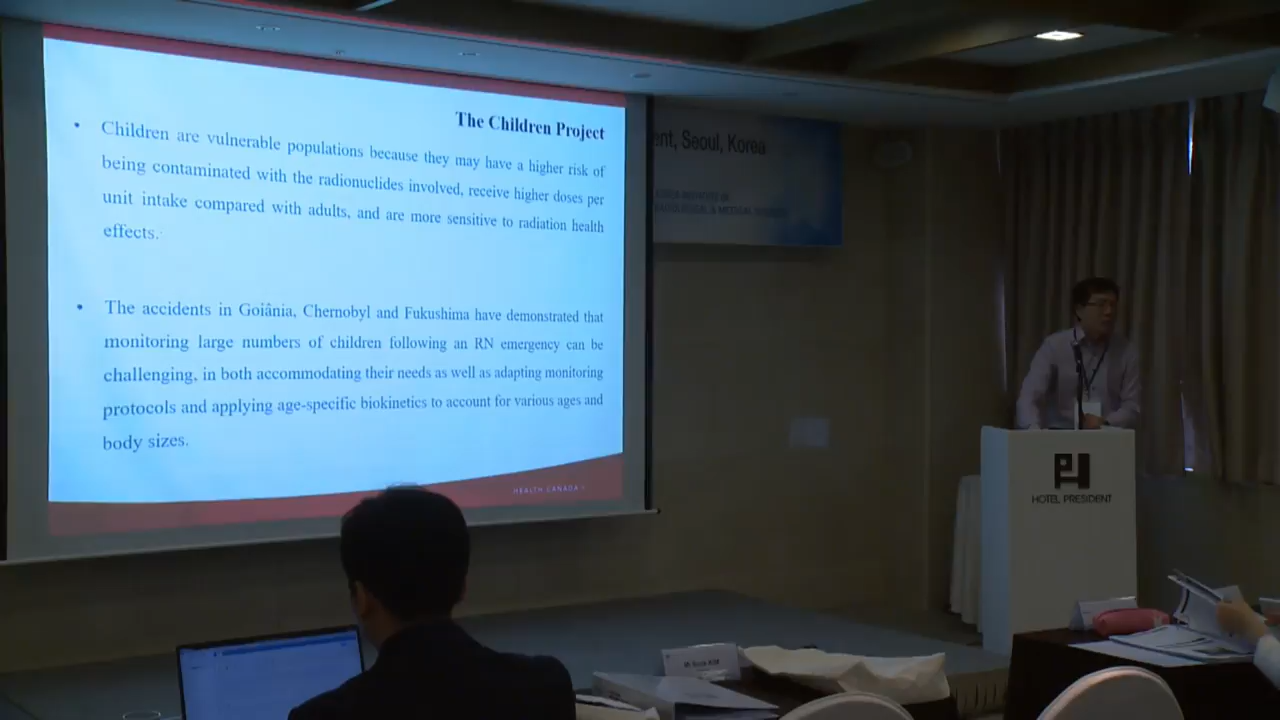 The Children Project
• Children are vulnerable populations because they may have a higher risk of
being contaminated with the radionuclides involved, receive higher doses per
unit intake compared with adults, and are more sensitive to radiation health
effects.
• The accidents in Goiânia, Chernobyl and Fukushima have demonstrated that
monitoring large numbers of children following an RN emergency can be
challenging, in both accommodating their needs as well as adapting monitoring
protocols and applying age-specific biokinetics to account for various ages and
body sizes.
HEALTH CANADA
ent, Seoul, Korea
& MEDICAL
HOTEL PRESIDENT